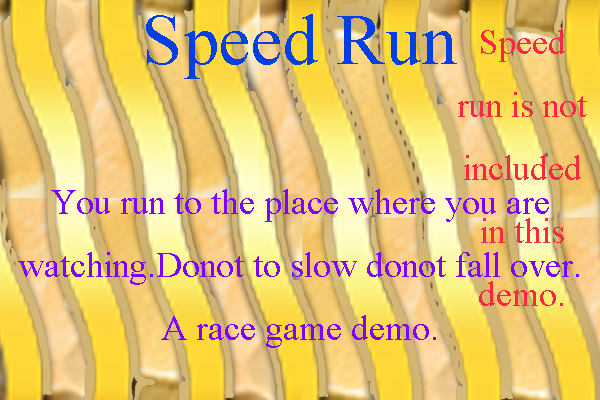 Speed Run
Speed
run is not
included
in this
demo.
You run to the place where you are
watching.Donot to slow donot fall over.
A race game demo.